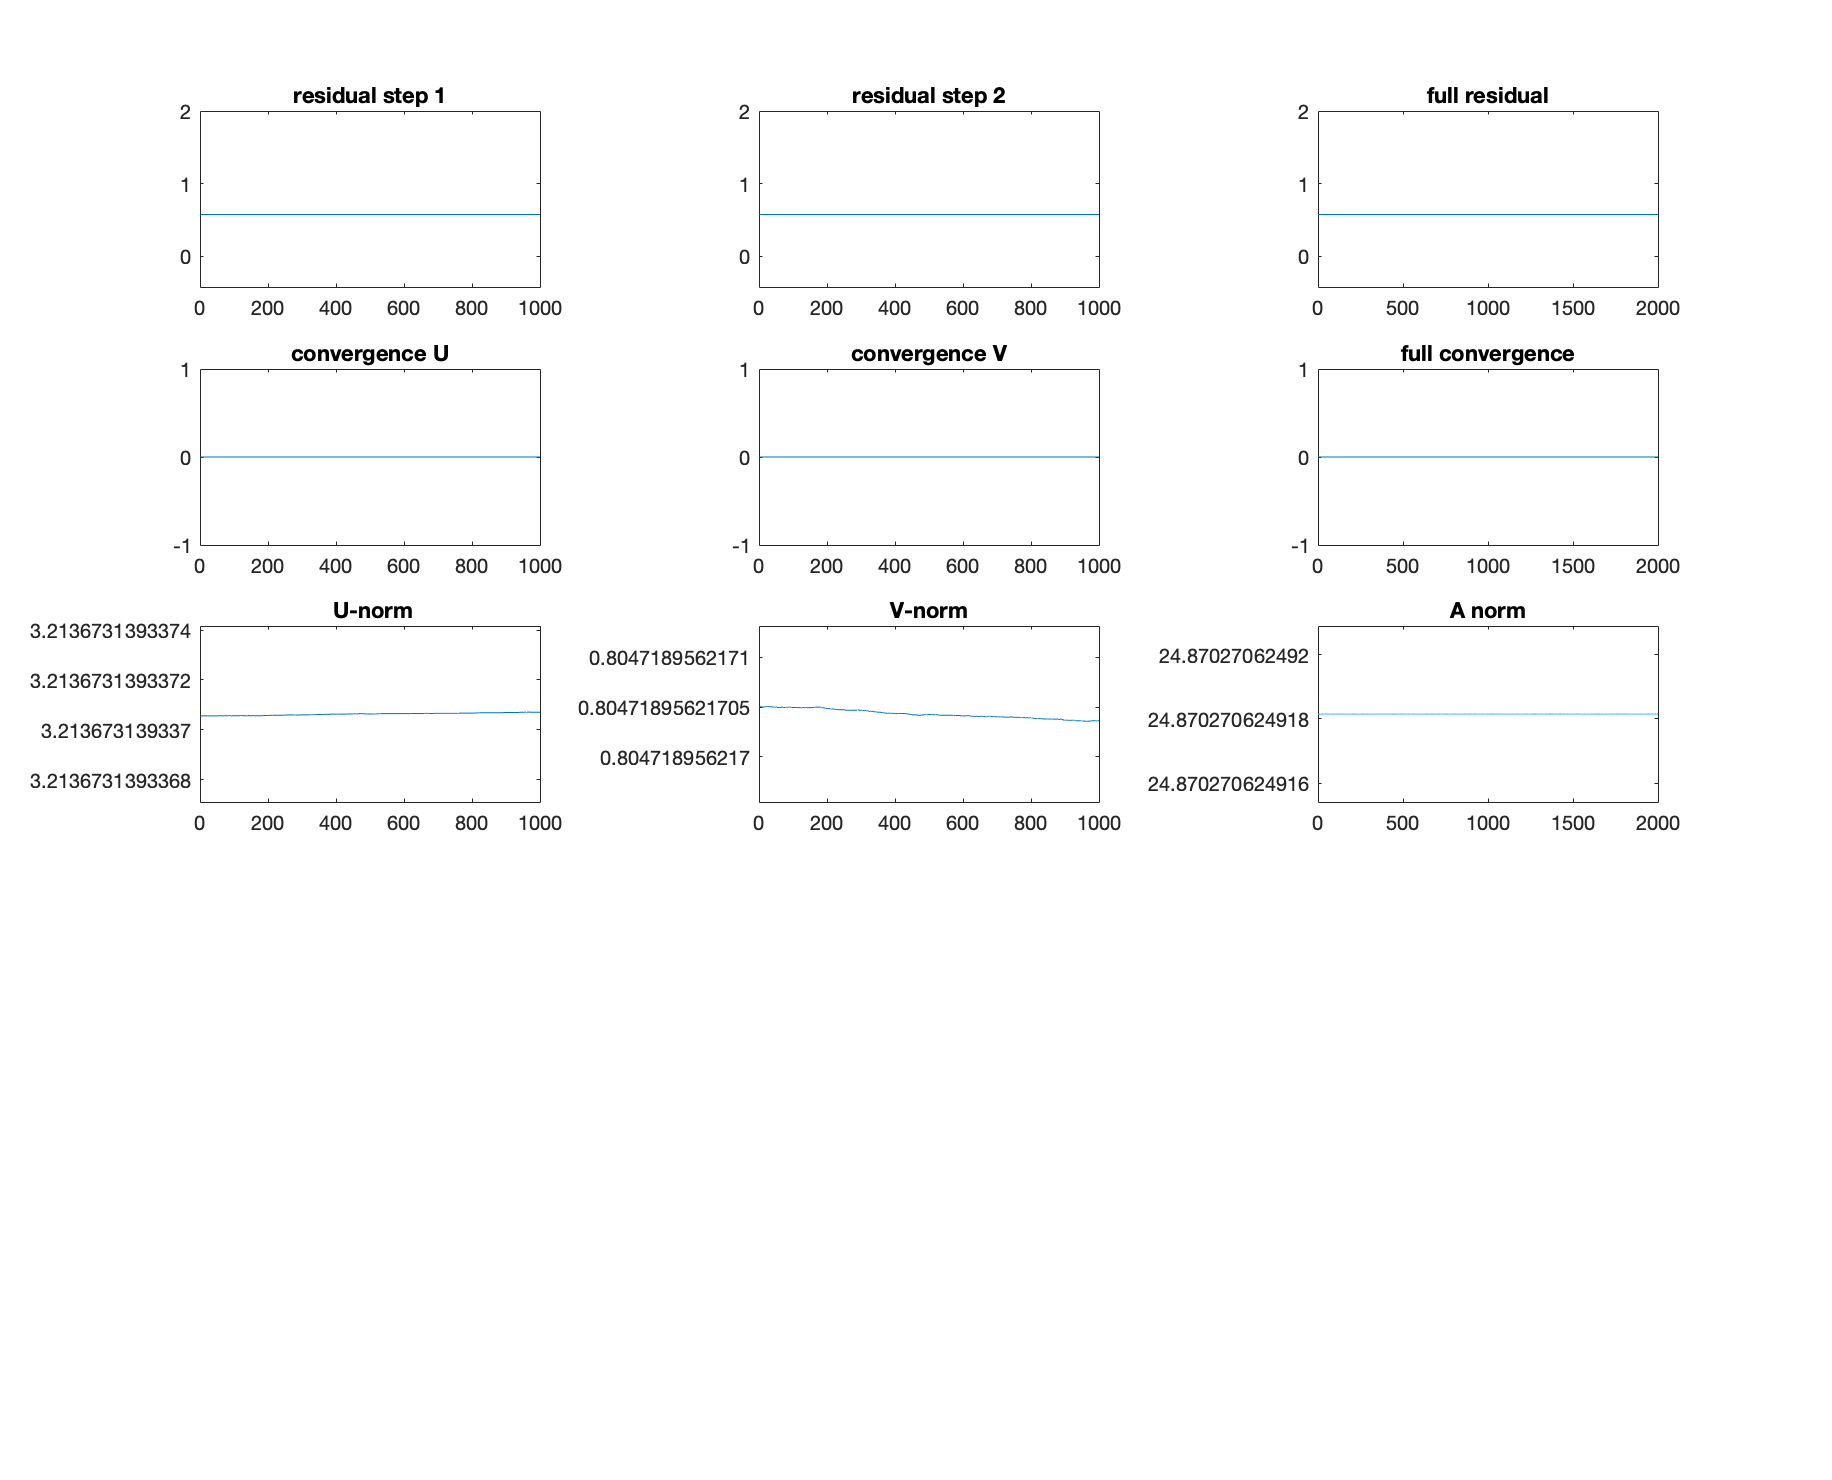 residual step 1
2
1
0
0 200 400 600 800 1000
residual step 2
2
1
0
0 200 400 600 800 1000
full residual
2
1
0
0 500 1000 1500 2000
convergence U
1
0
-1
0 200 400 600 800 1000
convergence V
1
0
-1
0 200 400 600 800 1000
full convergence
1
0
-1
0 500 1000 1500 2000
U-norm
3.2136731393374
3.2136731393372
3.213673139337
3.2136731393368
0 200 400 600 800 1000
V-norm
0.8047189562171
0.80471895621705
0.804718956217
0 200 400 600 800 1000
A norm
24.87027062492
24.870270624918
24.870270624916
0 500 1000 1500 2000